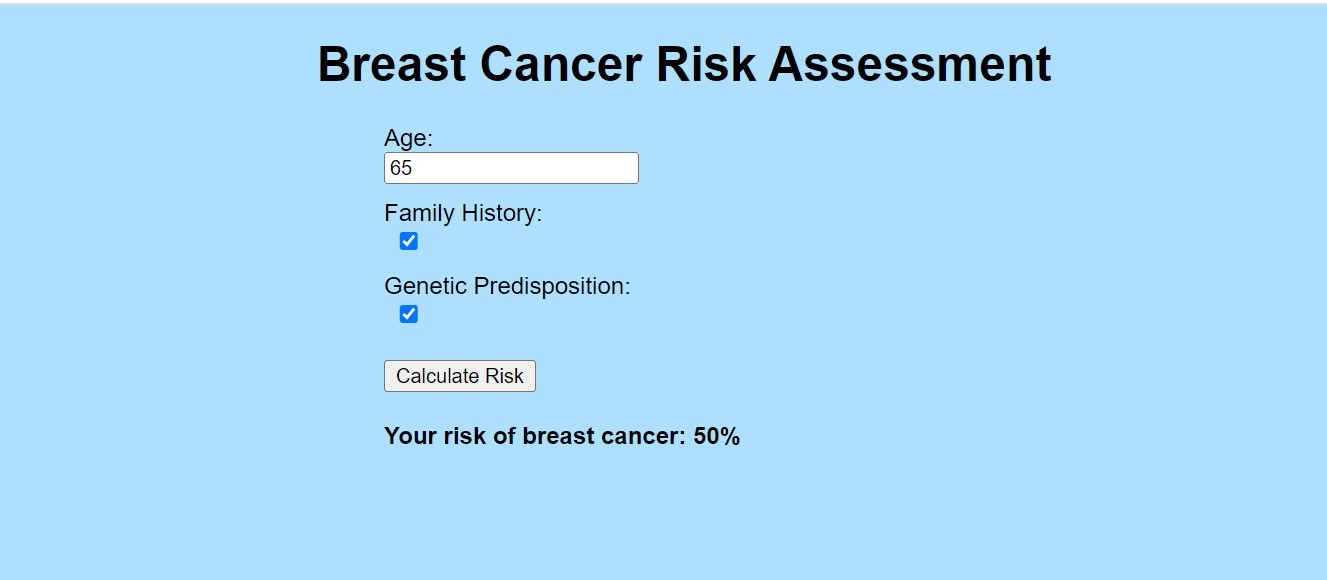 Breast Cancer Risk Assessment
Age:
65
Family History:
Genetic Predisposition:
Calculate Risk
Your risk of breast cancer: 50%